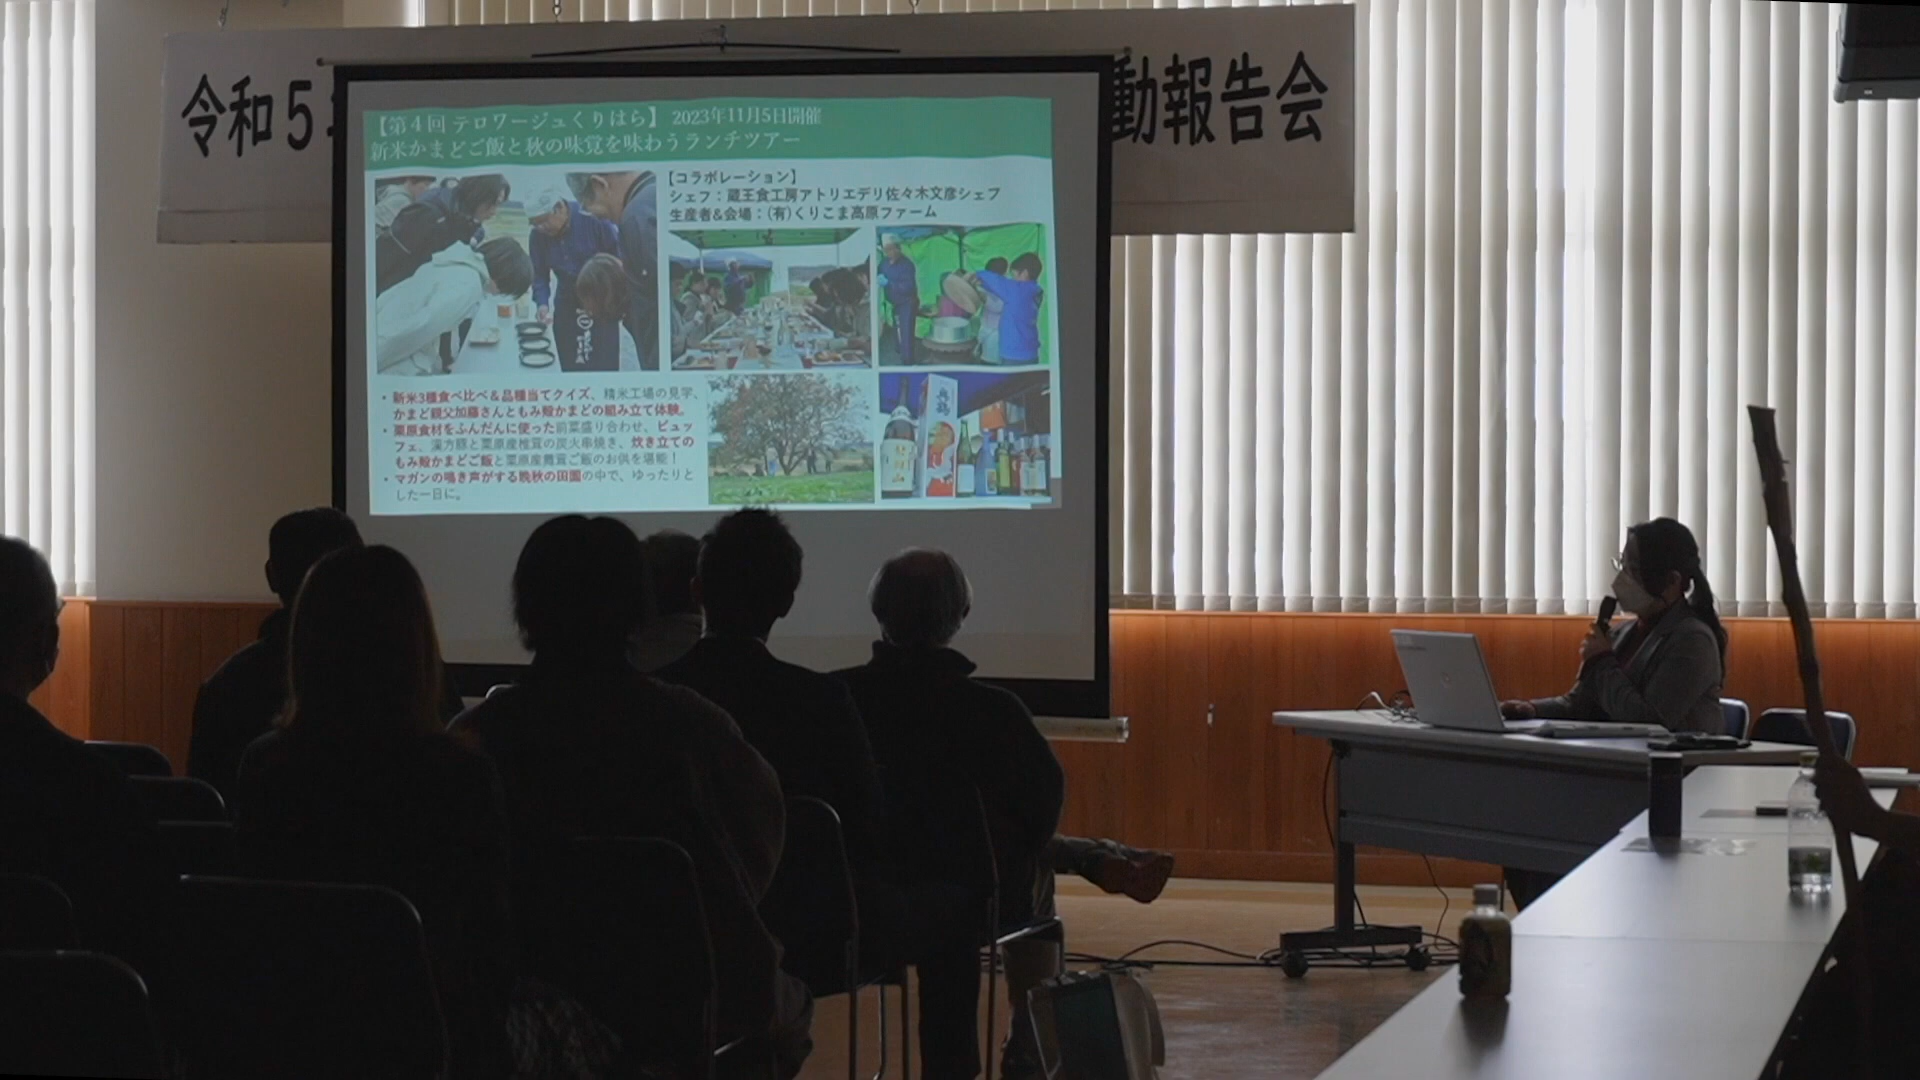 令和5
動報告会
【第4回 テロワージュくりはら】 2023年11月5日開催
新米かまどご飯と秋の味覚を味わうランチツアー
【コラボレーション】
シェフ：蔵王食工房アトリエデリ佐々木文彦シェフ
生産者&会場：(有)くりこま高原ファーム
・新米3種食べ比べ＆品種当てクイズ、精米工場の見学、
かまど親父加藤さんともみ殻かまどの組み立て体験。
・栗原食材をふんだんに使った前菜盛り合わせ、ビュッ
フェ、漢方豚と栗原産椎茸の炭火串焼き、炊き立ての
もみ殻かまどご飯と栗原産舞茸ご飯のお供を堪能！
・マガンの鳴き声がする晩秋の田園の中で、ゆったりと
した一日に。